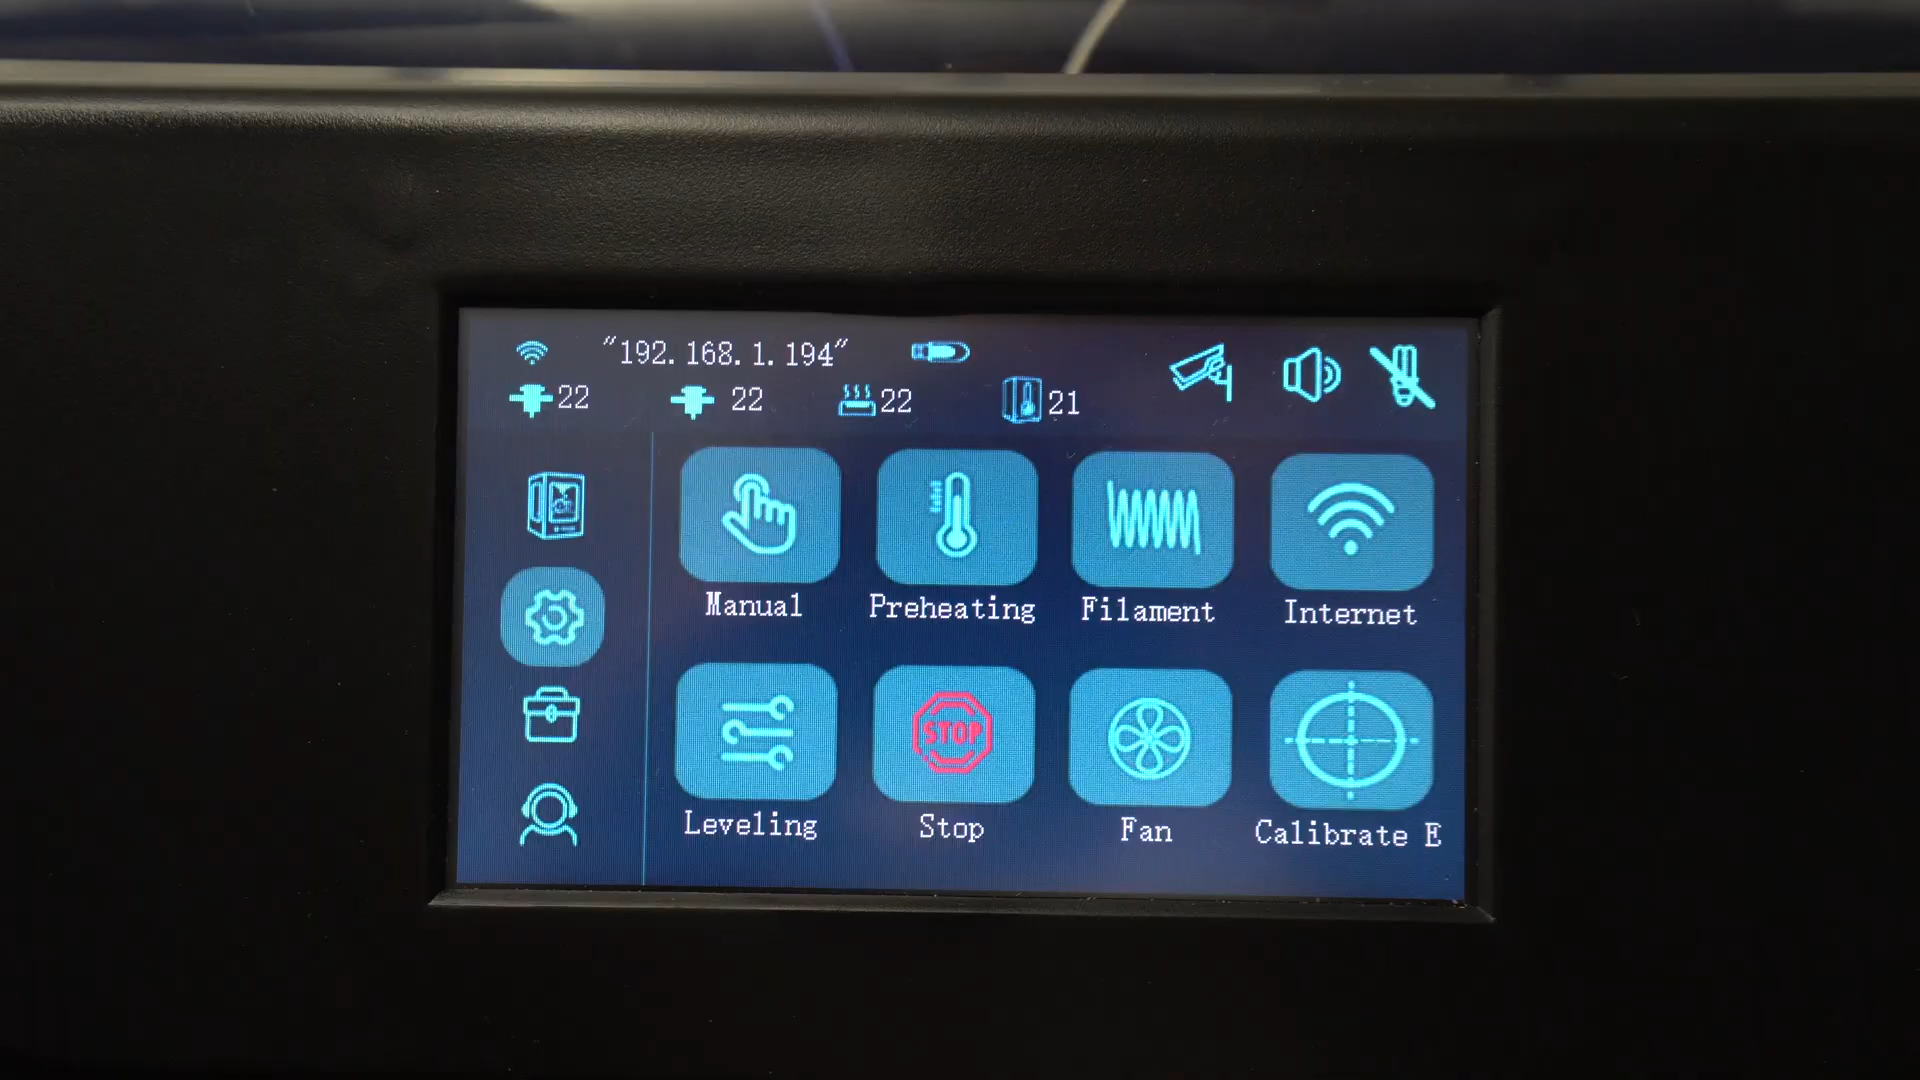 "192.168.1.194"
22 22 22 21
Manual Preheating Filament Internet
STOP
Leveling Stop Fan Calibrate E